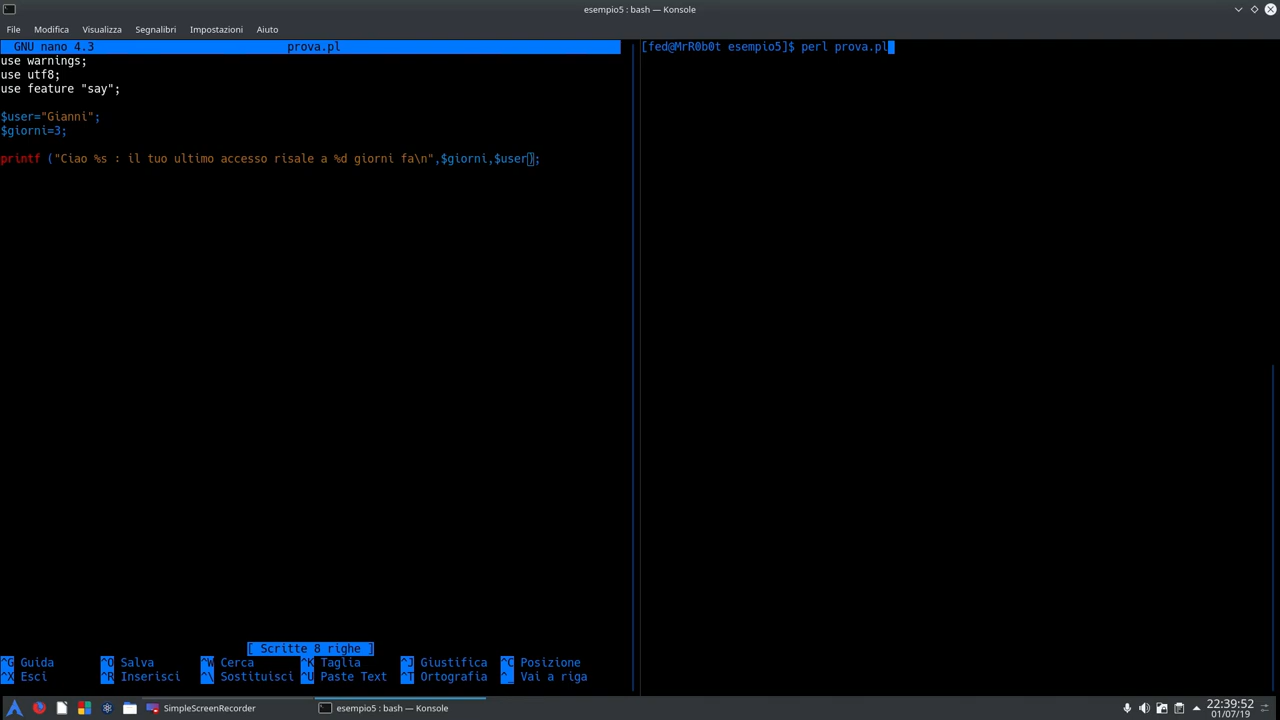 esempio5 : bash — Konsole
File Modifica Visualizza Segnalibri Impostazioni Aiuto
GNU nano 4.3 prova.pl
use warnings;
use utf8;
use feature "say";
$user="Gianni";
$giorni=3;
printf ("Ciao %s : il tuo ultimo accesso risale a %d giorni fa\n",$giorni,$user);
[ Scritte 8 righe ]
^G Guida ^O Salva ^W Cerca ^K Taglia ^J Giustifica ^C Posizione
^X Esci ^R Inserisci ^\ Sostituisci ^U Paste Text ^T Ortografia ^_ Vai a riga
[fed@MrR0b0t esempio5]$ perl prova.pl
SimpleScreenRecorder
esempio5 : bash — Konsole
22:39:52
01/07/19